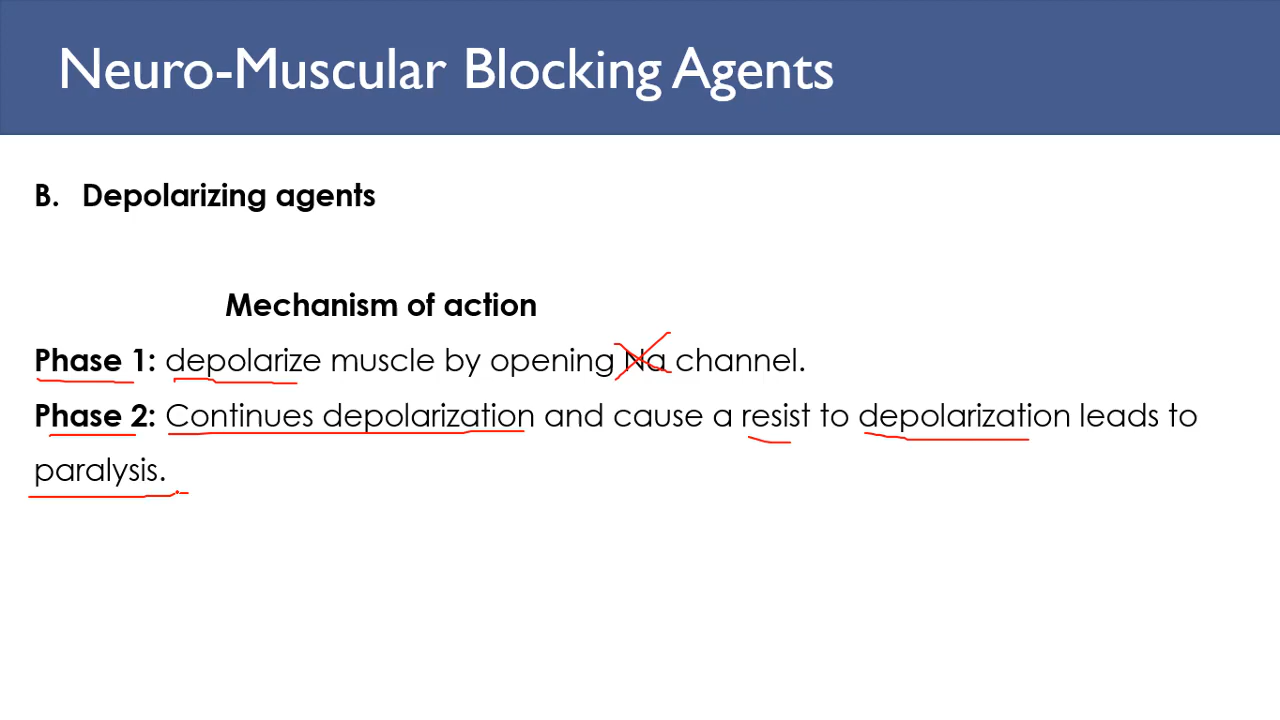 Neuro-Muscular Blocking Agents
B. Depolarizing agents
Mechanism of action
Phase 1: depolarize muscle by opening Na channel.
Phase 2: Continues depolarization and cause a resist to depolarization leads to
paralysis.